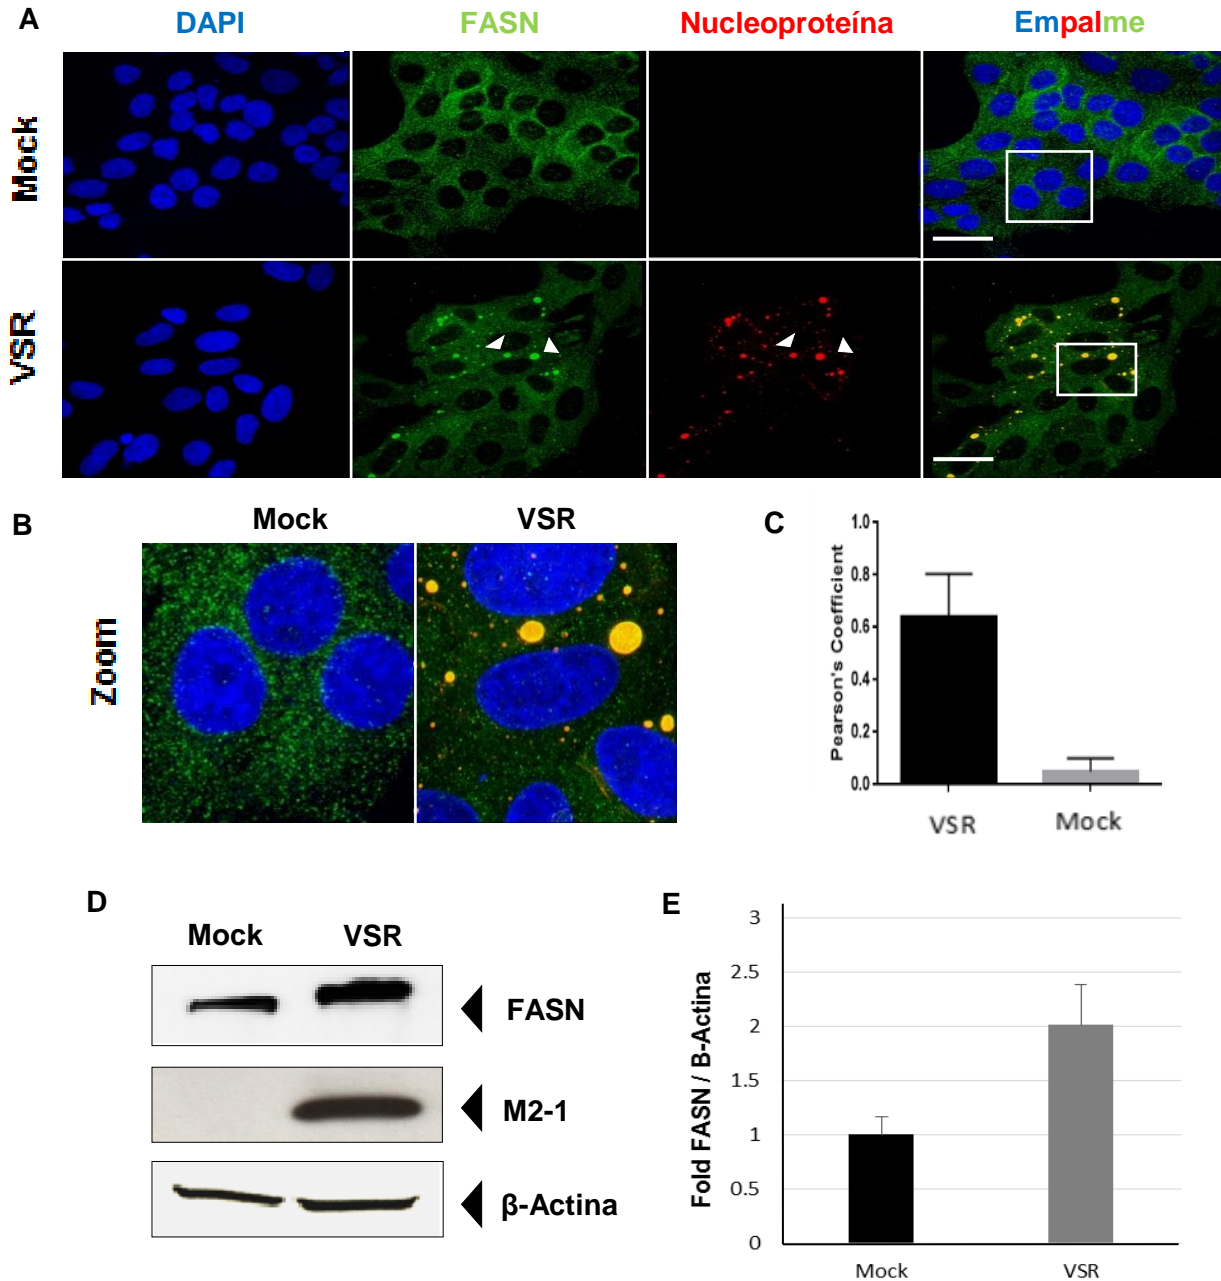 A
DAPI FASN Nucleoproteína Empalme
Mock
VSR
B
Mock VSR
Zoom
C
Pearson's Coefficient
1.0
0.8
0.6
0.4
0.2
0.0
VSR Mock
D
Mock VSR
FASN
M2-1
β-Actina
E
Fold FASN / B-Actina
3
2.5
2
1.5
1
0.5
0
Mock VSR